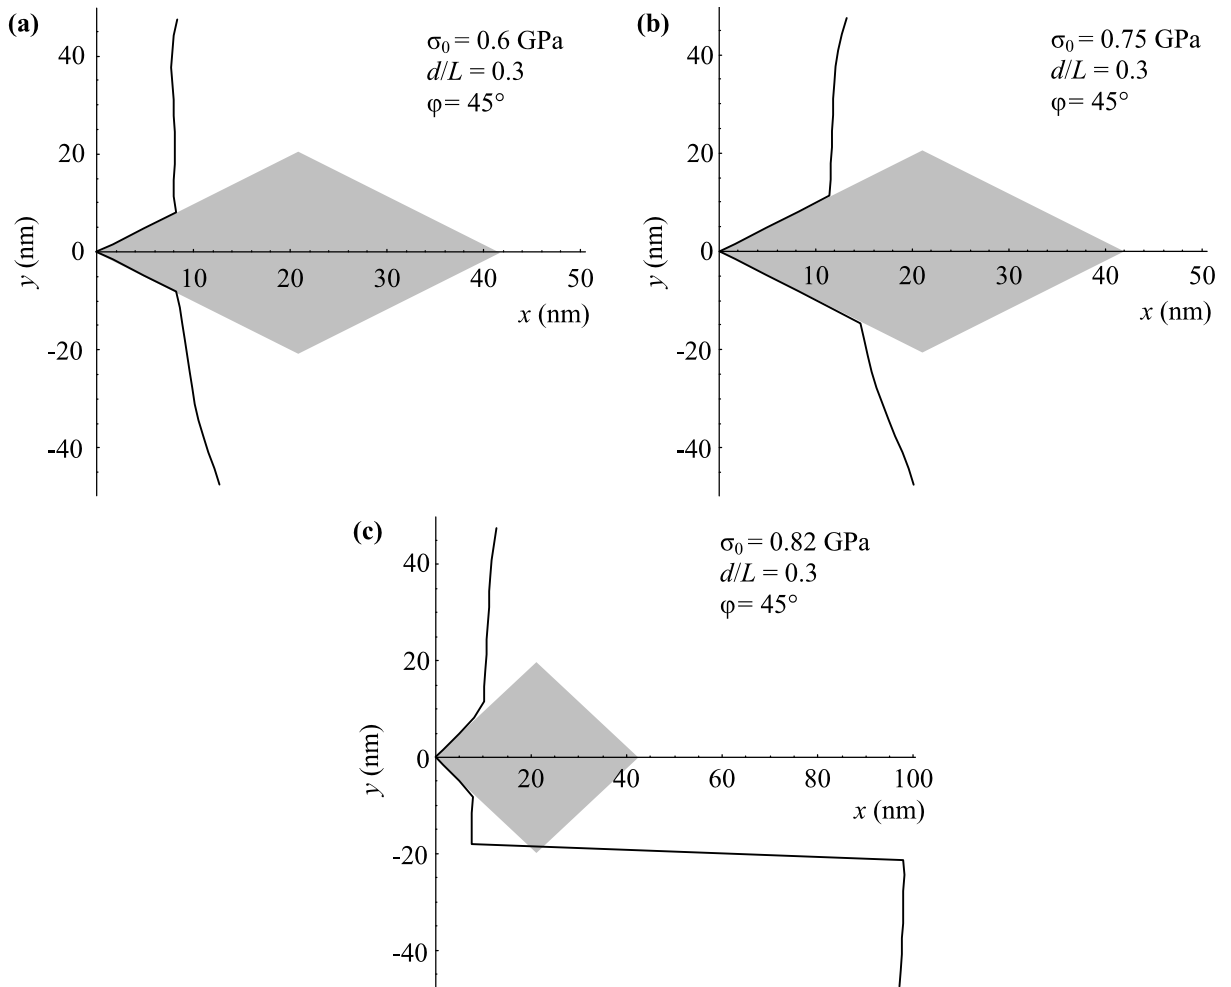 (a)
σ0 = 0.6 GPa
d/L = 0.3
φ= 45°
40
20
0
-20
-40
y (nm)
10 20 30 40 50
x (nm)
(b)
σ0 = 0.75 GPa
d/L = 0.3
φ= 45°
40
20
0
-20
-40
y (nm)
10 20 30 40 50
x (nm)
(c)
σ0 = 0.82 GPa
d/L = 0.3
φ= 45°
40
20
0
-20
-40
y (nm)
20 40 60 80 100
x (nm)